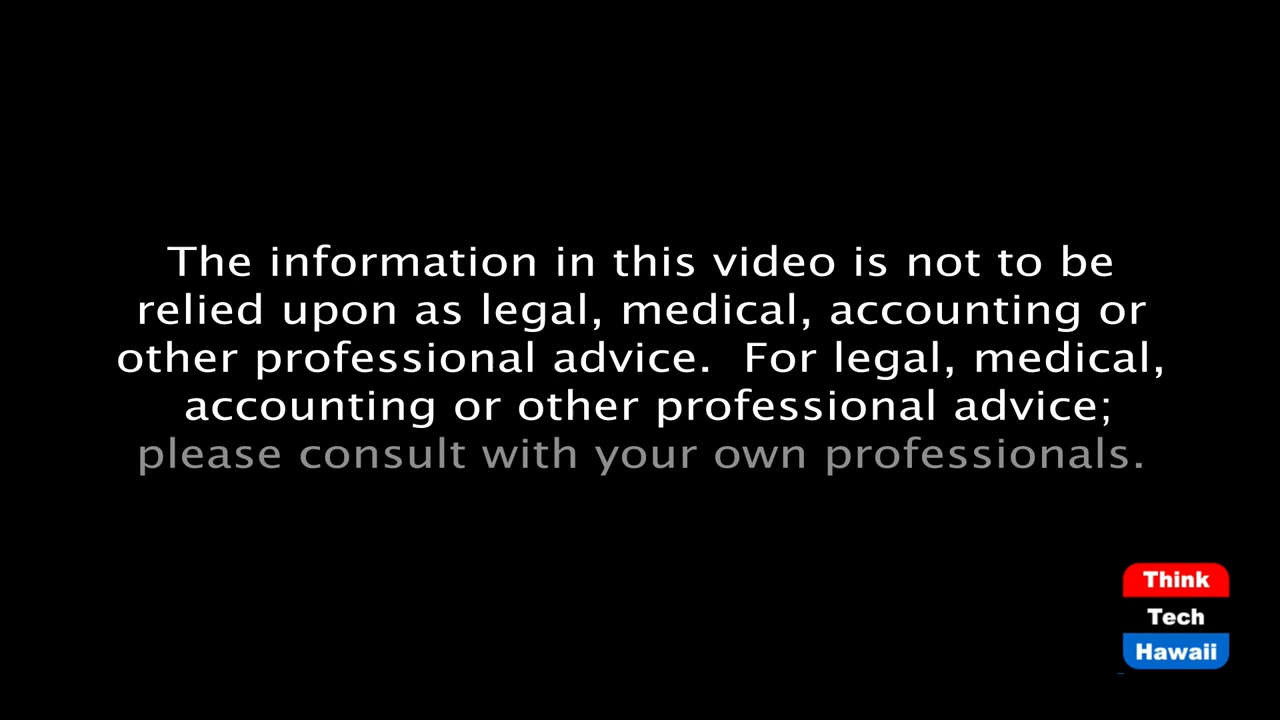 The information in this video is not to be
relied upon as legal, medical, accounting or
other professional advice.  For legal, medical,
accounting or other professional advice;
please consult with your own professionals.
Think
Tech
Hawaii